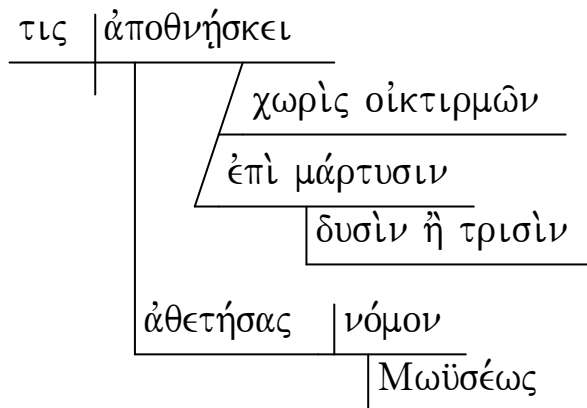 τις ἀποθνῄσκει
χωρὶς οἰκτιρμῶν
ἐπὶ μάρτυσιν
δυσὶν ἢ τρισὶν
ἀθετήσας νόμον
Μωϋσέως